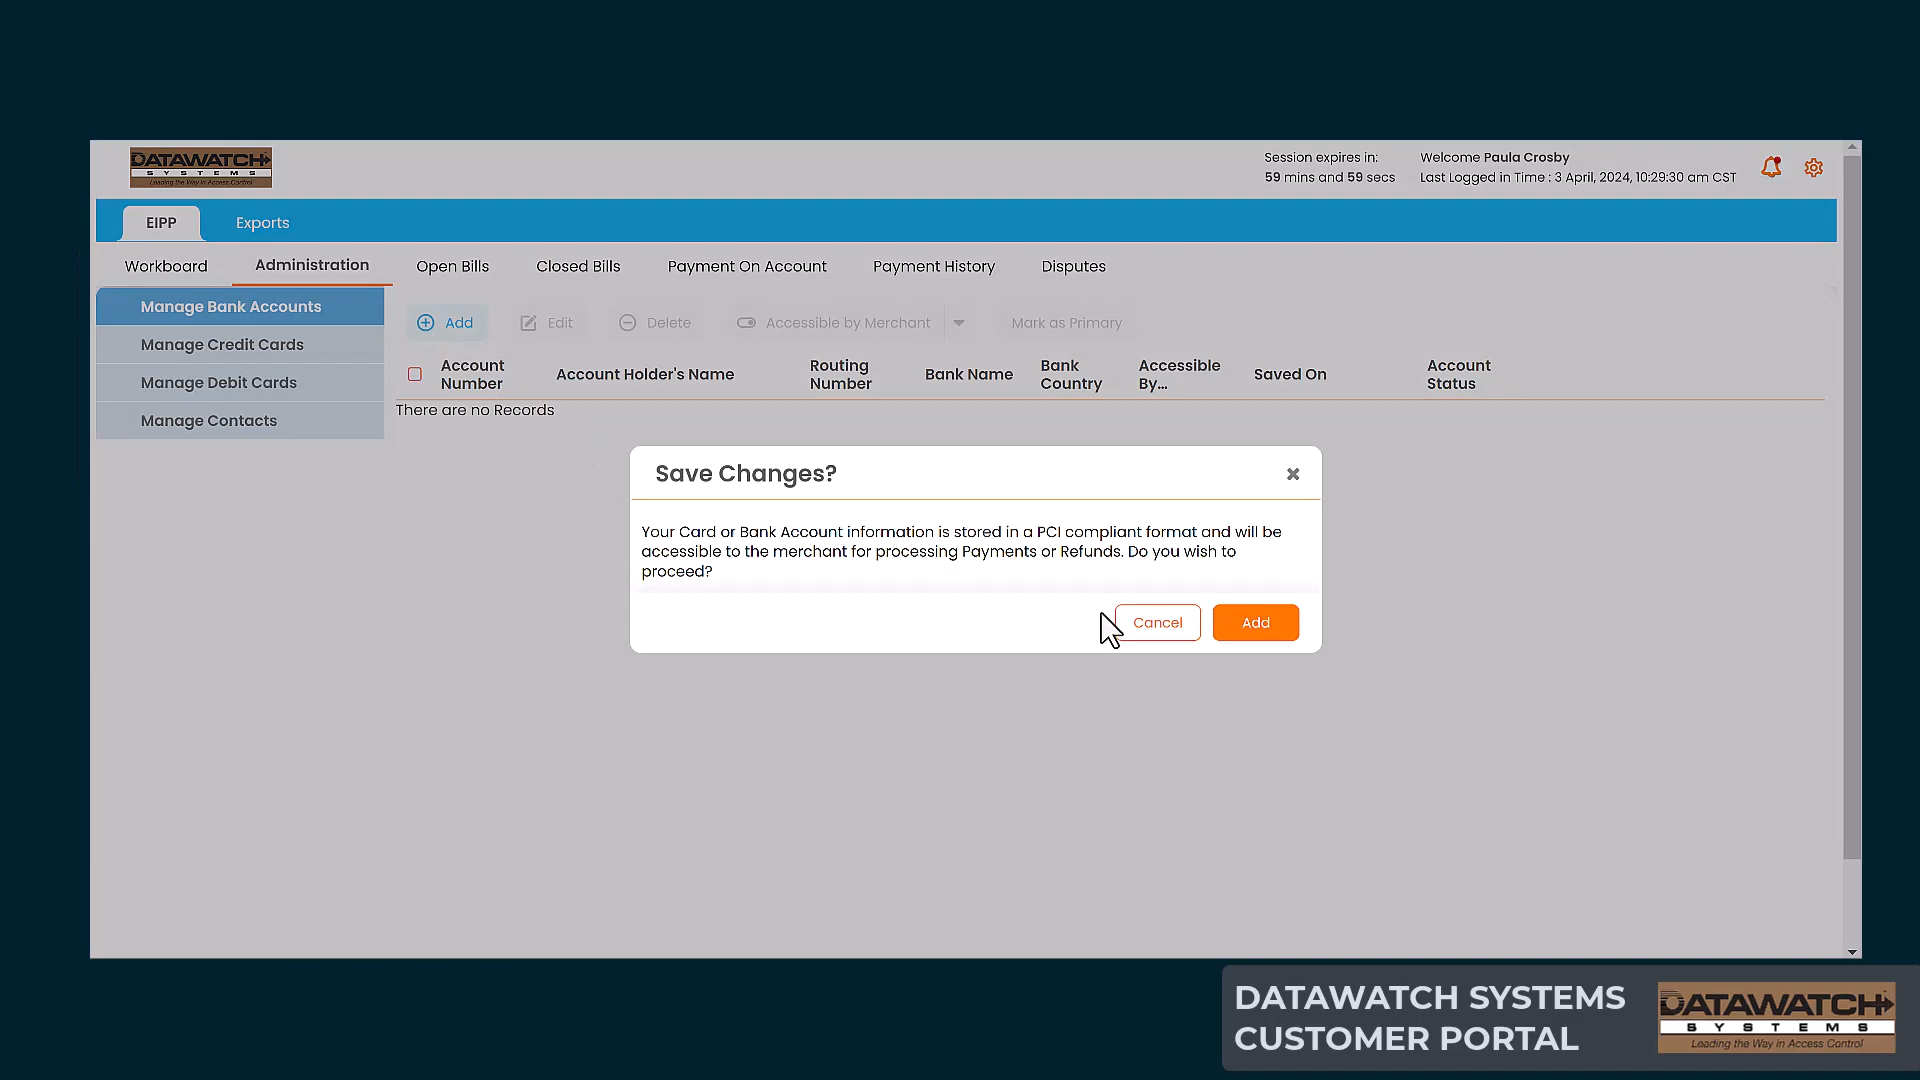 DATAWATCH
SYSTEMS
Leading the Way in Access Control
Session expires in:
59 mins and 59 secs
Welcome Paula Crosby
Last Logged in Time : 3 April, 2024, 10:29:30 am CST
EIPP
Exports
Workboard
Administration
Open Bills
Closed Bills
Payment On Account
Payment History
Disputes
Manage Bank Accounts
Manage Credit Cards
Manage Debit Cards
Manage Contacts
Add
Edit
Delete
Accessible by Merchant
Mark as Primary
Account
Number
Account Holder's Name
Routing
Number
Bank Name
Bank
Country
Accessible
By...
Saved On
Account
Status
There are no Records
Save Changes?
Your Card or Bank Account information is stored in a PCI compliant format and will be
accessible to the merchant for processing Payments or Refunds. Do you wish to
proceed?
Cancel
Add
DATAWATCH SYSTEMS
CUSTOMER PORTAL
DATAWATCH
SYSTEMS
Leading the Way in Access Control